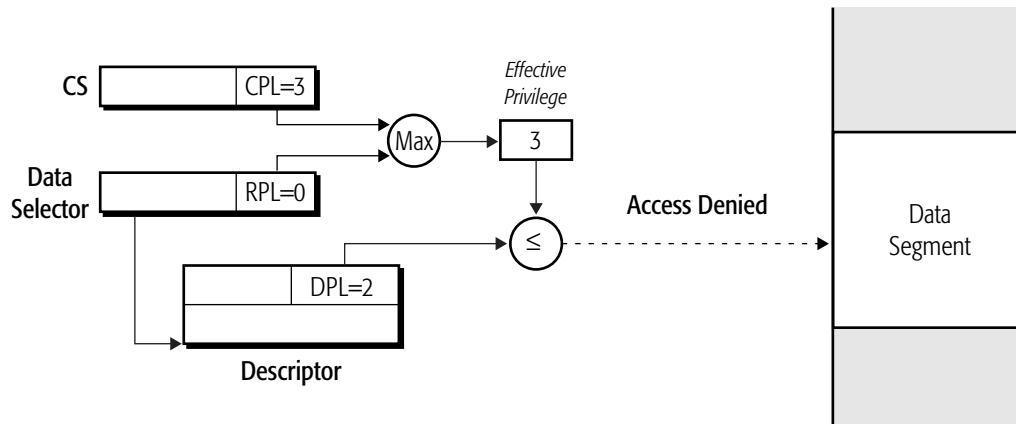 CS
CPL=3
Effective
Privilege
Max
3
Data
Selector
RPL=0
Access Denied
≤
Data
Segment
DPL=2
Descriptor